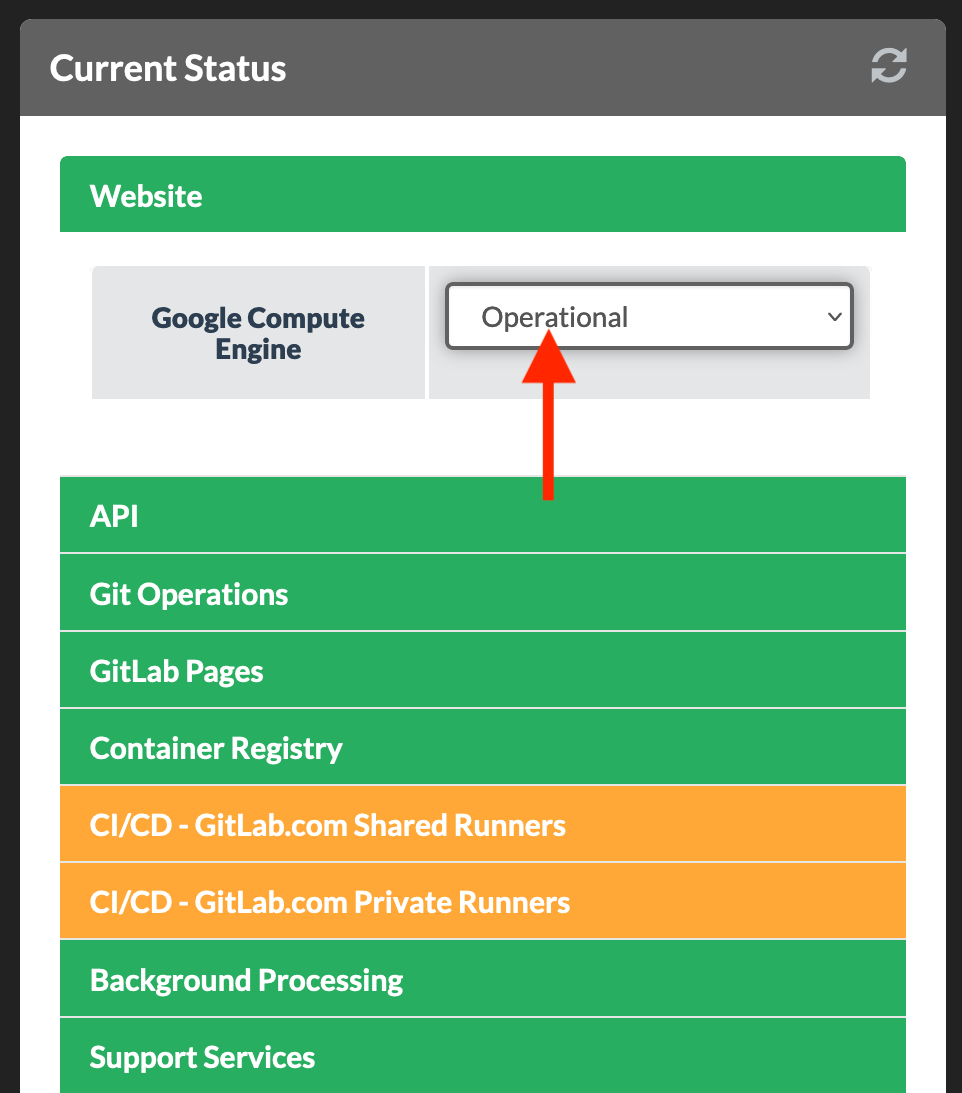 Current Status
Website
Google Compute
Engine
Operational
API
Git Operations
GitLab Pages
Container Registry
CI/CD - GitLab.com Shared Runners
CI/CD - GitLab.com Private Runners
Background Processing
Support Services